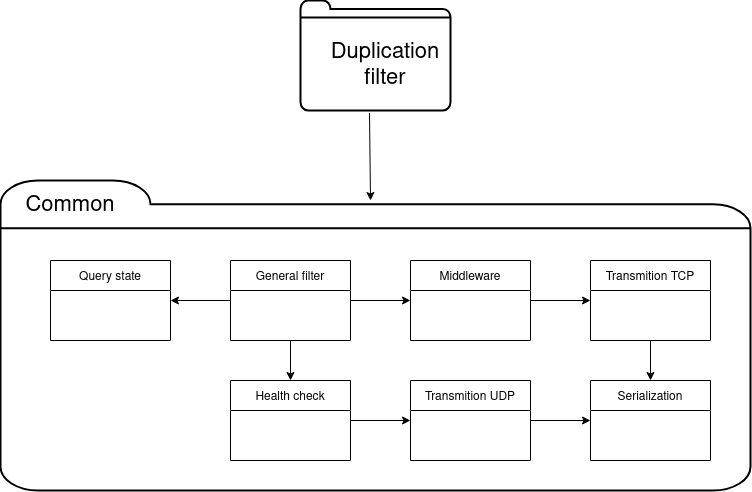 Duplication
filter
Common
Query state
General filter
Middleware
Transmition TCP
Health check
Transmition UDP
Serialization